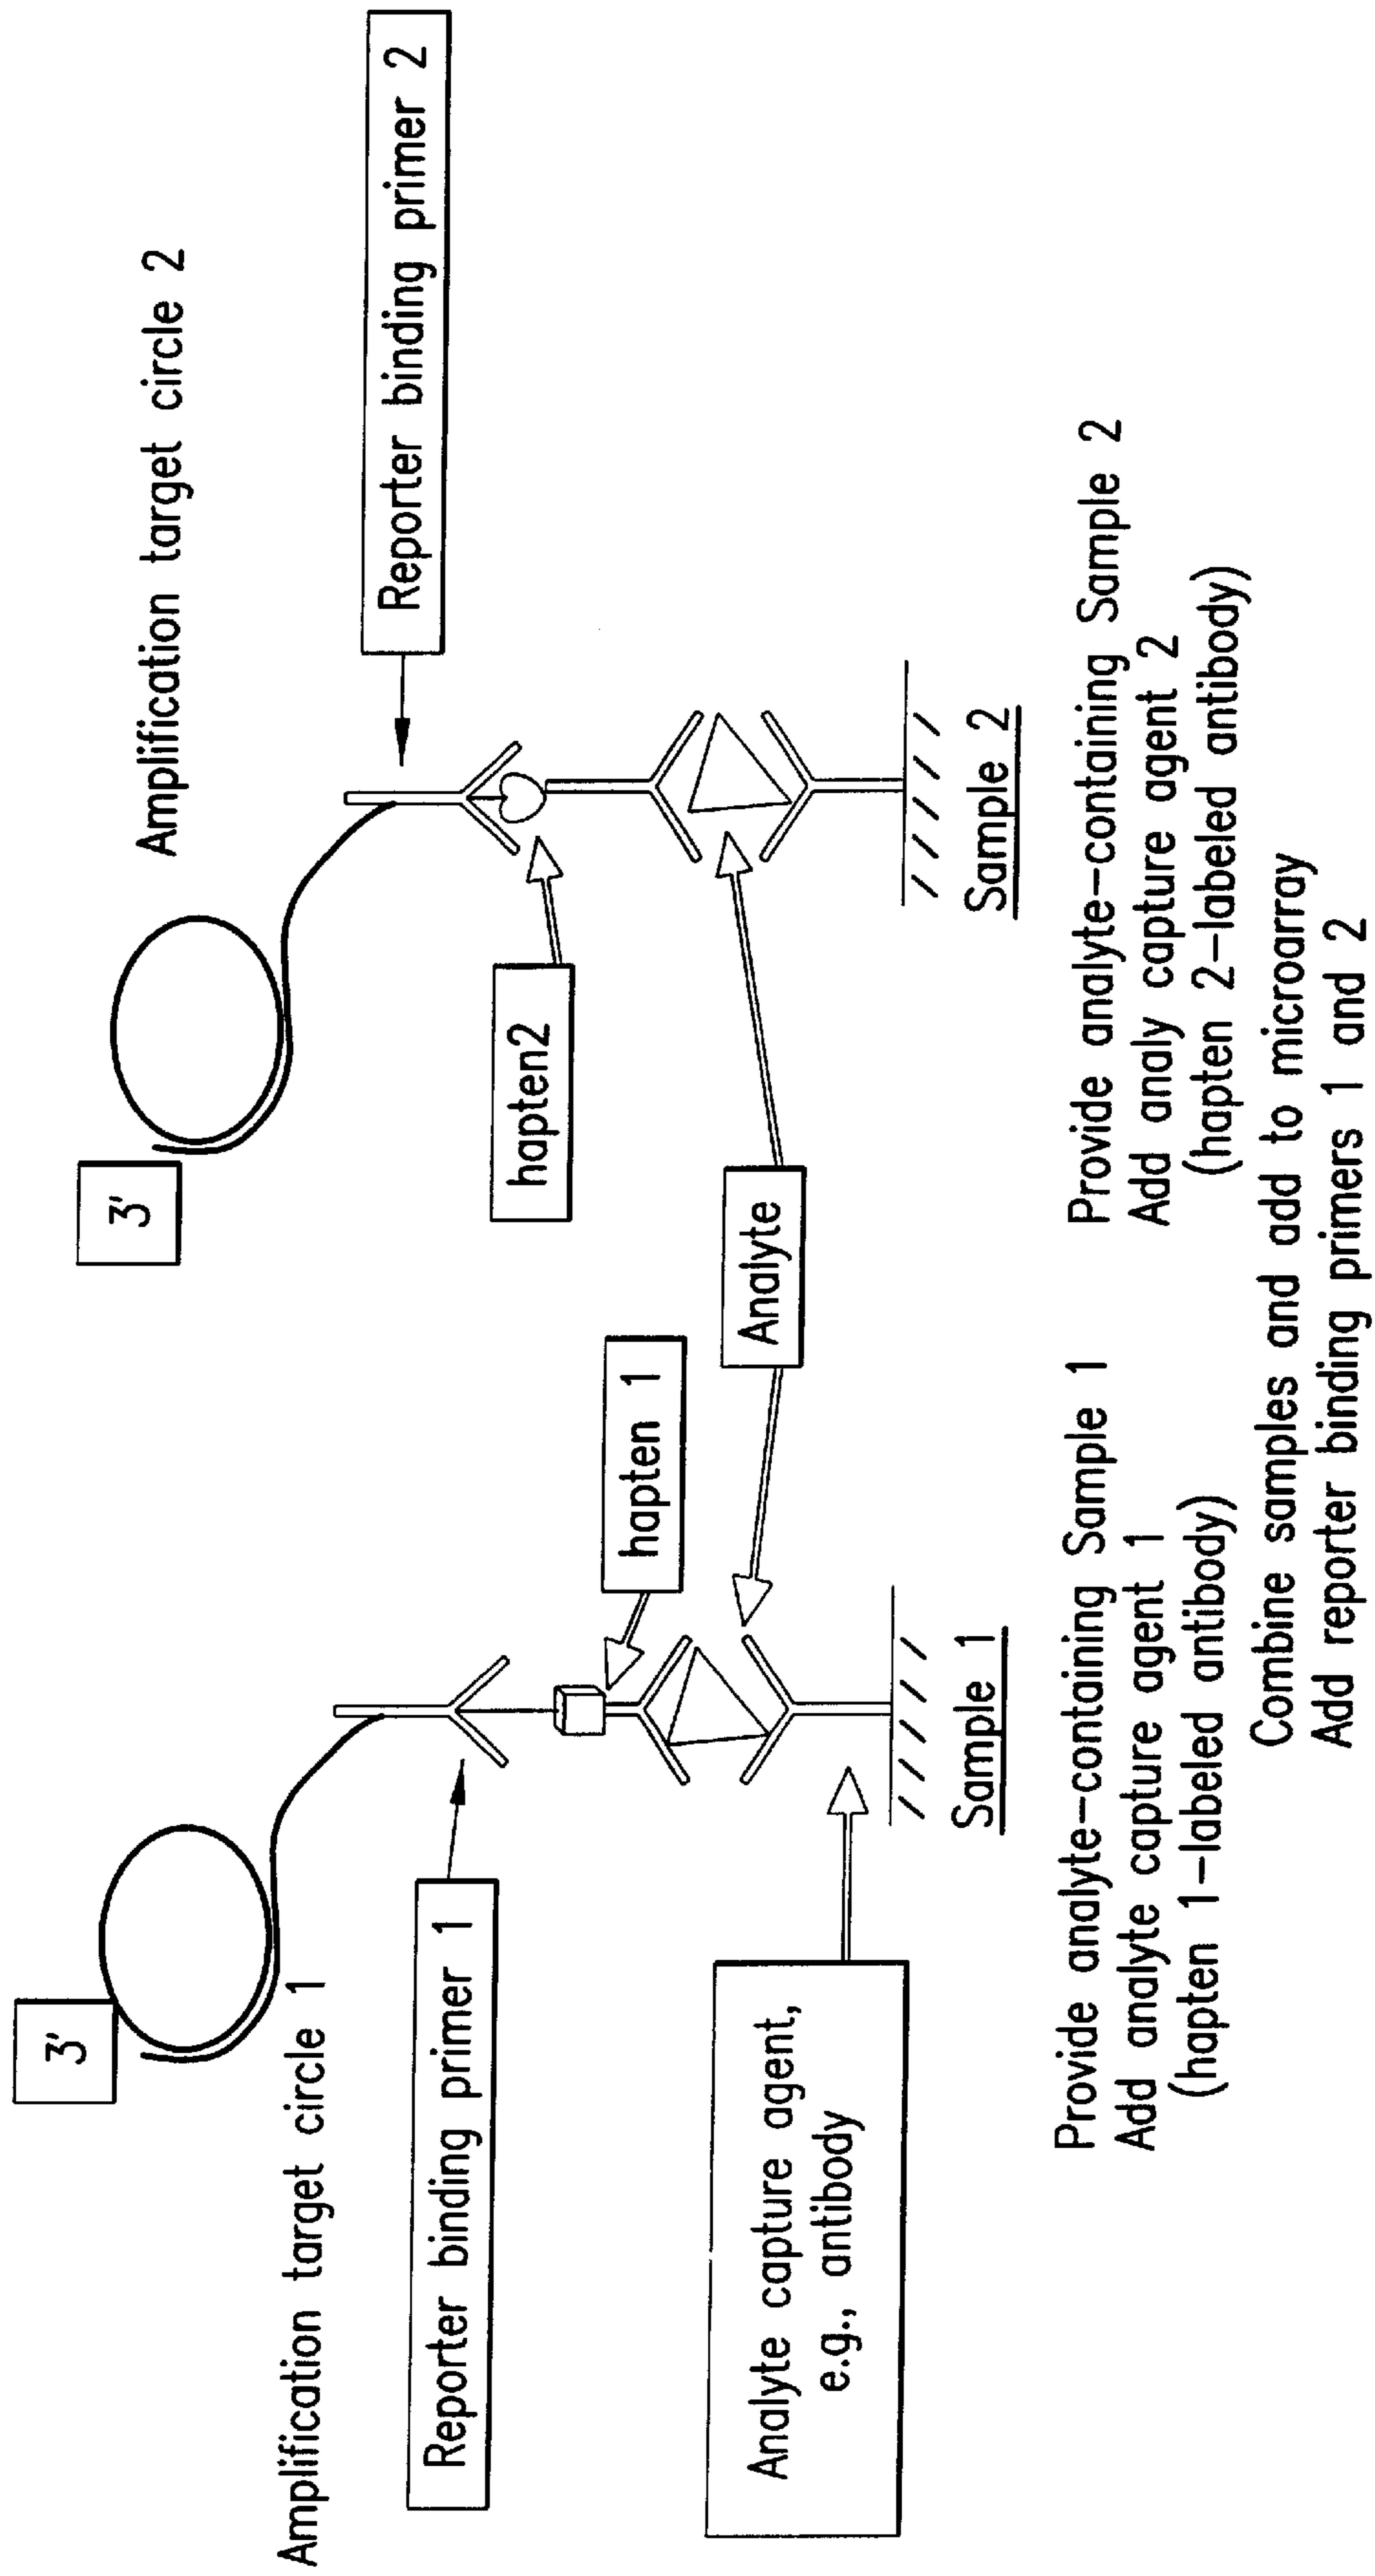 3'
Amplification target circle 1
Reporter binding primer 1
hapten 1
Analyte capture agent,
e.g., antibody
Sample 1
Amplification target circle 2
3'
Reporter binding primer 2
hapten2
Analyte
Sample 2
Provide analyte-containing Sample 1
Add analyte capture agent 1
(hapten 1-labeled antibody)
Provide analyte-containing Sample 2
Add analy capture agent 2
(hapten 2-labeled antibody)
Combine samples and add to microarray
Add reporter binding primers 1 and 2